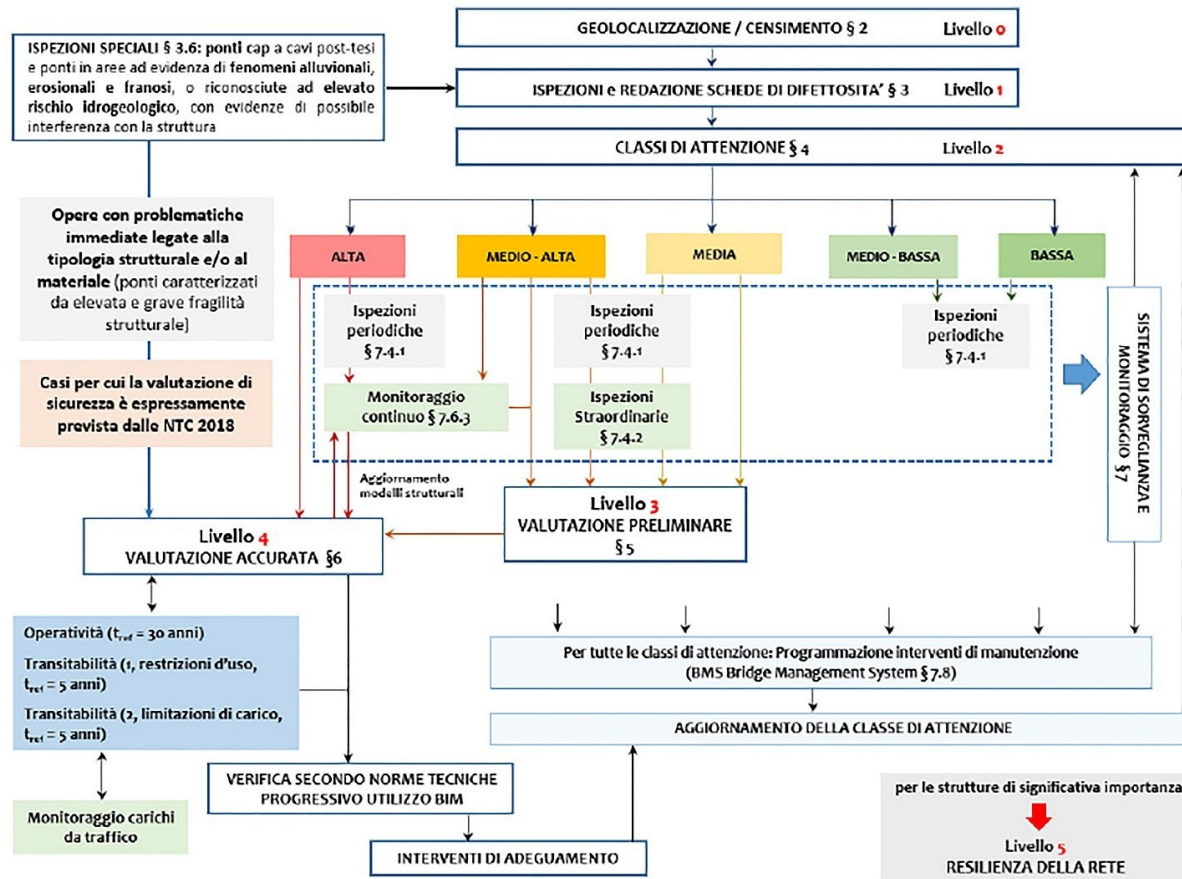 GEOLOCALIZZAZIONE / CENSIMENTO § 2 Livello 0
ISPEZIONI SPECIALI § 3.6: ponti cap a cavi post-tesi
e ponti in aree ad evidenza di fenomeni alluvionali,
erosionali e franosi, o riconosciute ad elevato
rischio idrogeologico, con evidenze di possibile
interferenza con la struttura
ISPEZIONI e REDAZIONE SCHEDE DI DIFETTOSITA' § 3 Livello 1
CLASSI DI ATTENZIONE § 4 Livello 2
Opere con problematiche
immediate legate alla
tipologia strutturale e/o al
materiale (ponti caratterizzati
da elevata e grave fragilità
strutturale)
Casi per cui la valutazione di
sicurezza è espressamente
prevista dalle NTC 2018
ALTA
MEDIO - ALTA
MEDIA
MEDIO - BASSA
BASSA
Ispezioni
periodiche
§ 7.4.1
Monitoraggio
continuo § 7.6.3
Ispezioni
periodiche
§ 7.4.1
Ispezioni
Straordinarie
§ 7.4.2
Ispezioni
periodiche
§ 7.4.1
SISTEMA DI SORVEGLIANZA E
MONITORAGGIO §7
Aggiornamento
modelli strutturali
Livello 3
VALUTAZIONE PRELIMINARE
§ 5
Livello 4
VALUTAZIONE ACCURATA §6
Operatività (tref = 30 anni)
Transitabilità (1, restrizioni d'uso,
tref = 5 anni)
Transitabilità (2, limitazioni di carico,
tref = 5 anni)
Monitoraggio carichi
da traffico
Per tutte le classi di attenzione: Programmazione interventi di manutenzione
(BMS Bridge Management System § 7.8)
AGGIORNAMENTO DELLA CLASSE DI ATTENZIONE
VERIFICA SECONDO NORME TECNICHE
PROGRESSIVO UTILIZZO BIM
INTERVENTI DI ADEGUAMENTO
per le strutture di significativa importanza
Livello 5
RESILIENZA DELLA RETE